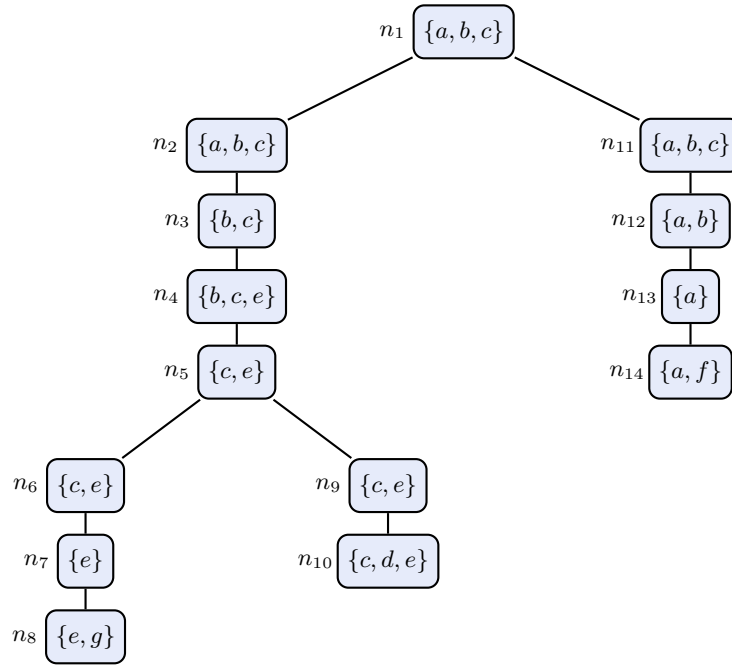 n₁ {a, b, c}
n₂ {a, b, c} n₁₁ {a, b, c}
n₃ {b, c} n₁₂ {a, b}
n₄ {b, c, e} n₁₃ {a}
n₅ {c, e} n₁₄ {a, f}
n₆ {c, e} n₉ {c, e}
n₇ {e} n₁₀ {c, d, e}
n₈ {e, g}